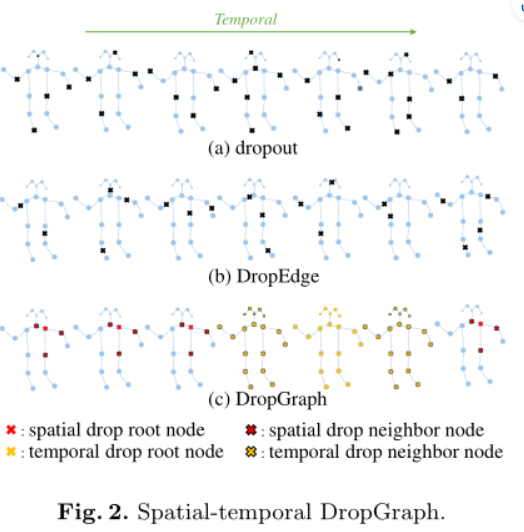 Temporal
(a) dropout
(b) DropEdge
(c) DropGraph
: spatial drop root node : spatial drop neighbor node
: temporal drop root node : temporal drop neighbor node
Fig. 2. Spatial-temporal DropGraph.